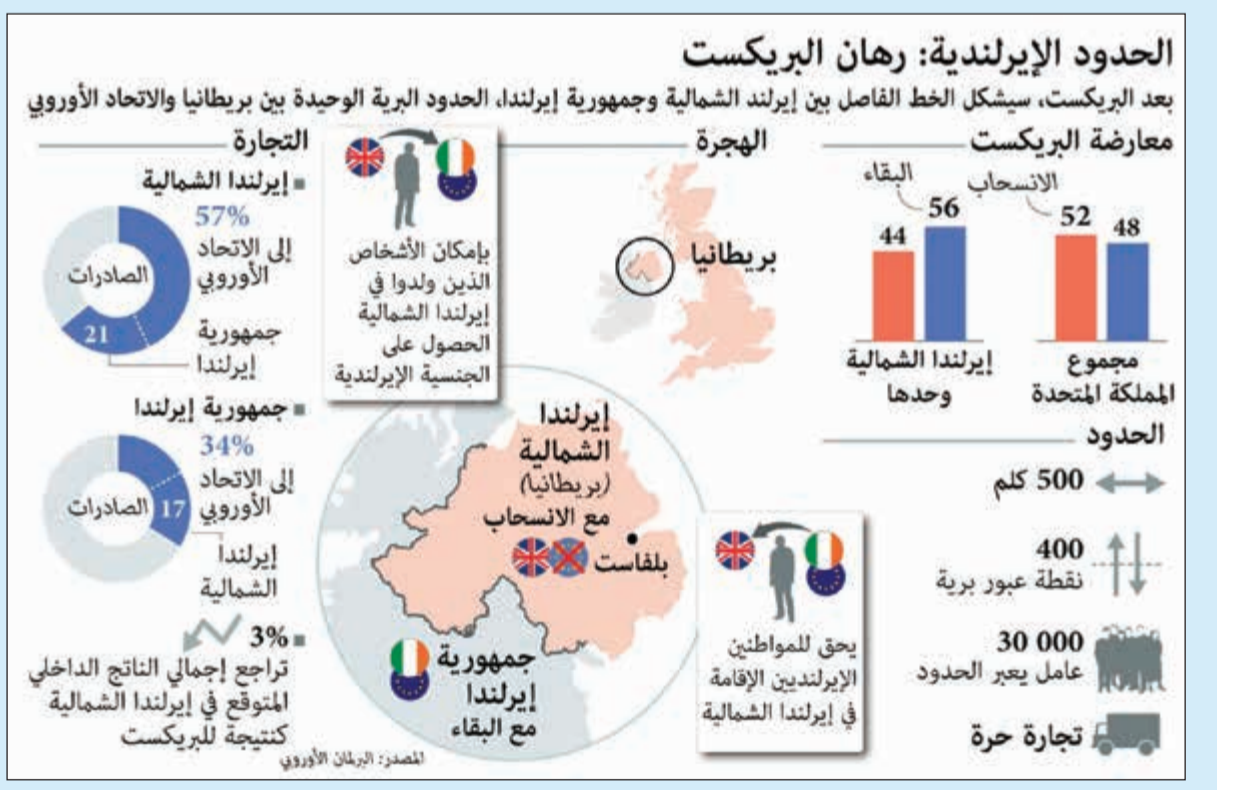 الحدود الإيرلندية: رهان البريكست
بعد البريكست، سيشكل الخط الفاصل بين إيرلند الشمالية وجمهورية إيرلندا، الحدود البرية الوحيدة بين بريطانيا والاتحاد الأوروبي
معارضة البريكست
الانسحاب
البقاء
52
48
44
56
مجموع
المملكة المتحدة
إيرلندا الشمالية
وحدها
الحدود
500 كلم
400
نقطة عبور برية
30 000
عامل يعبر الحدود
تجارة حرة
الهجرة
بريطانيا
بإمكان الأشخاص
الذين ولدوا في
إيرلندا الشمالية
الحصول على
الجنسية الإيرلندية
إيرلندا
الشمالية
(بريطانيا)
مع الانسحاب
بلفاست
جمهورية
إيرلندا
مع البقاء
يحق للمواطنين
الإيرلنديين الإقامة
في إيرلندا الشمالية
التجارة
إيرلندا الشمالية
57%
إلى الاتحاد
الأوروبي
الصادرات
21
جمهورية
إيرلندا
جمهورية إيرلندا
34%
إلى الاتحاد
الأوروبي
17
الصادرات
إيرلندا
الشمالية
3%
تراجع إجمالي الناتج الداخلي
المتوقع في إيرلندا الشمالية
كنتيجة للبريكست
المصدر: البرلمان الأوروبي